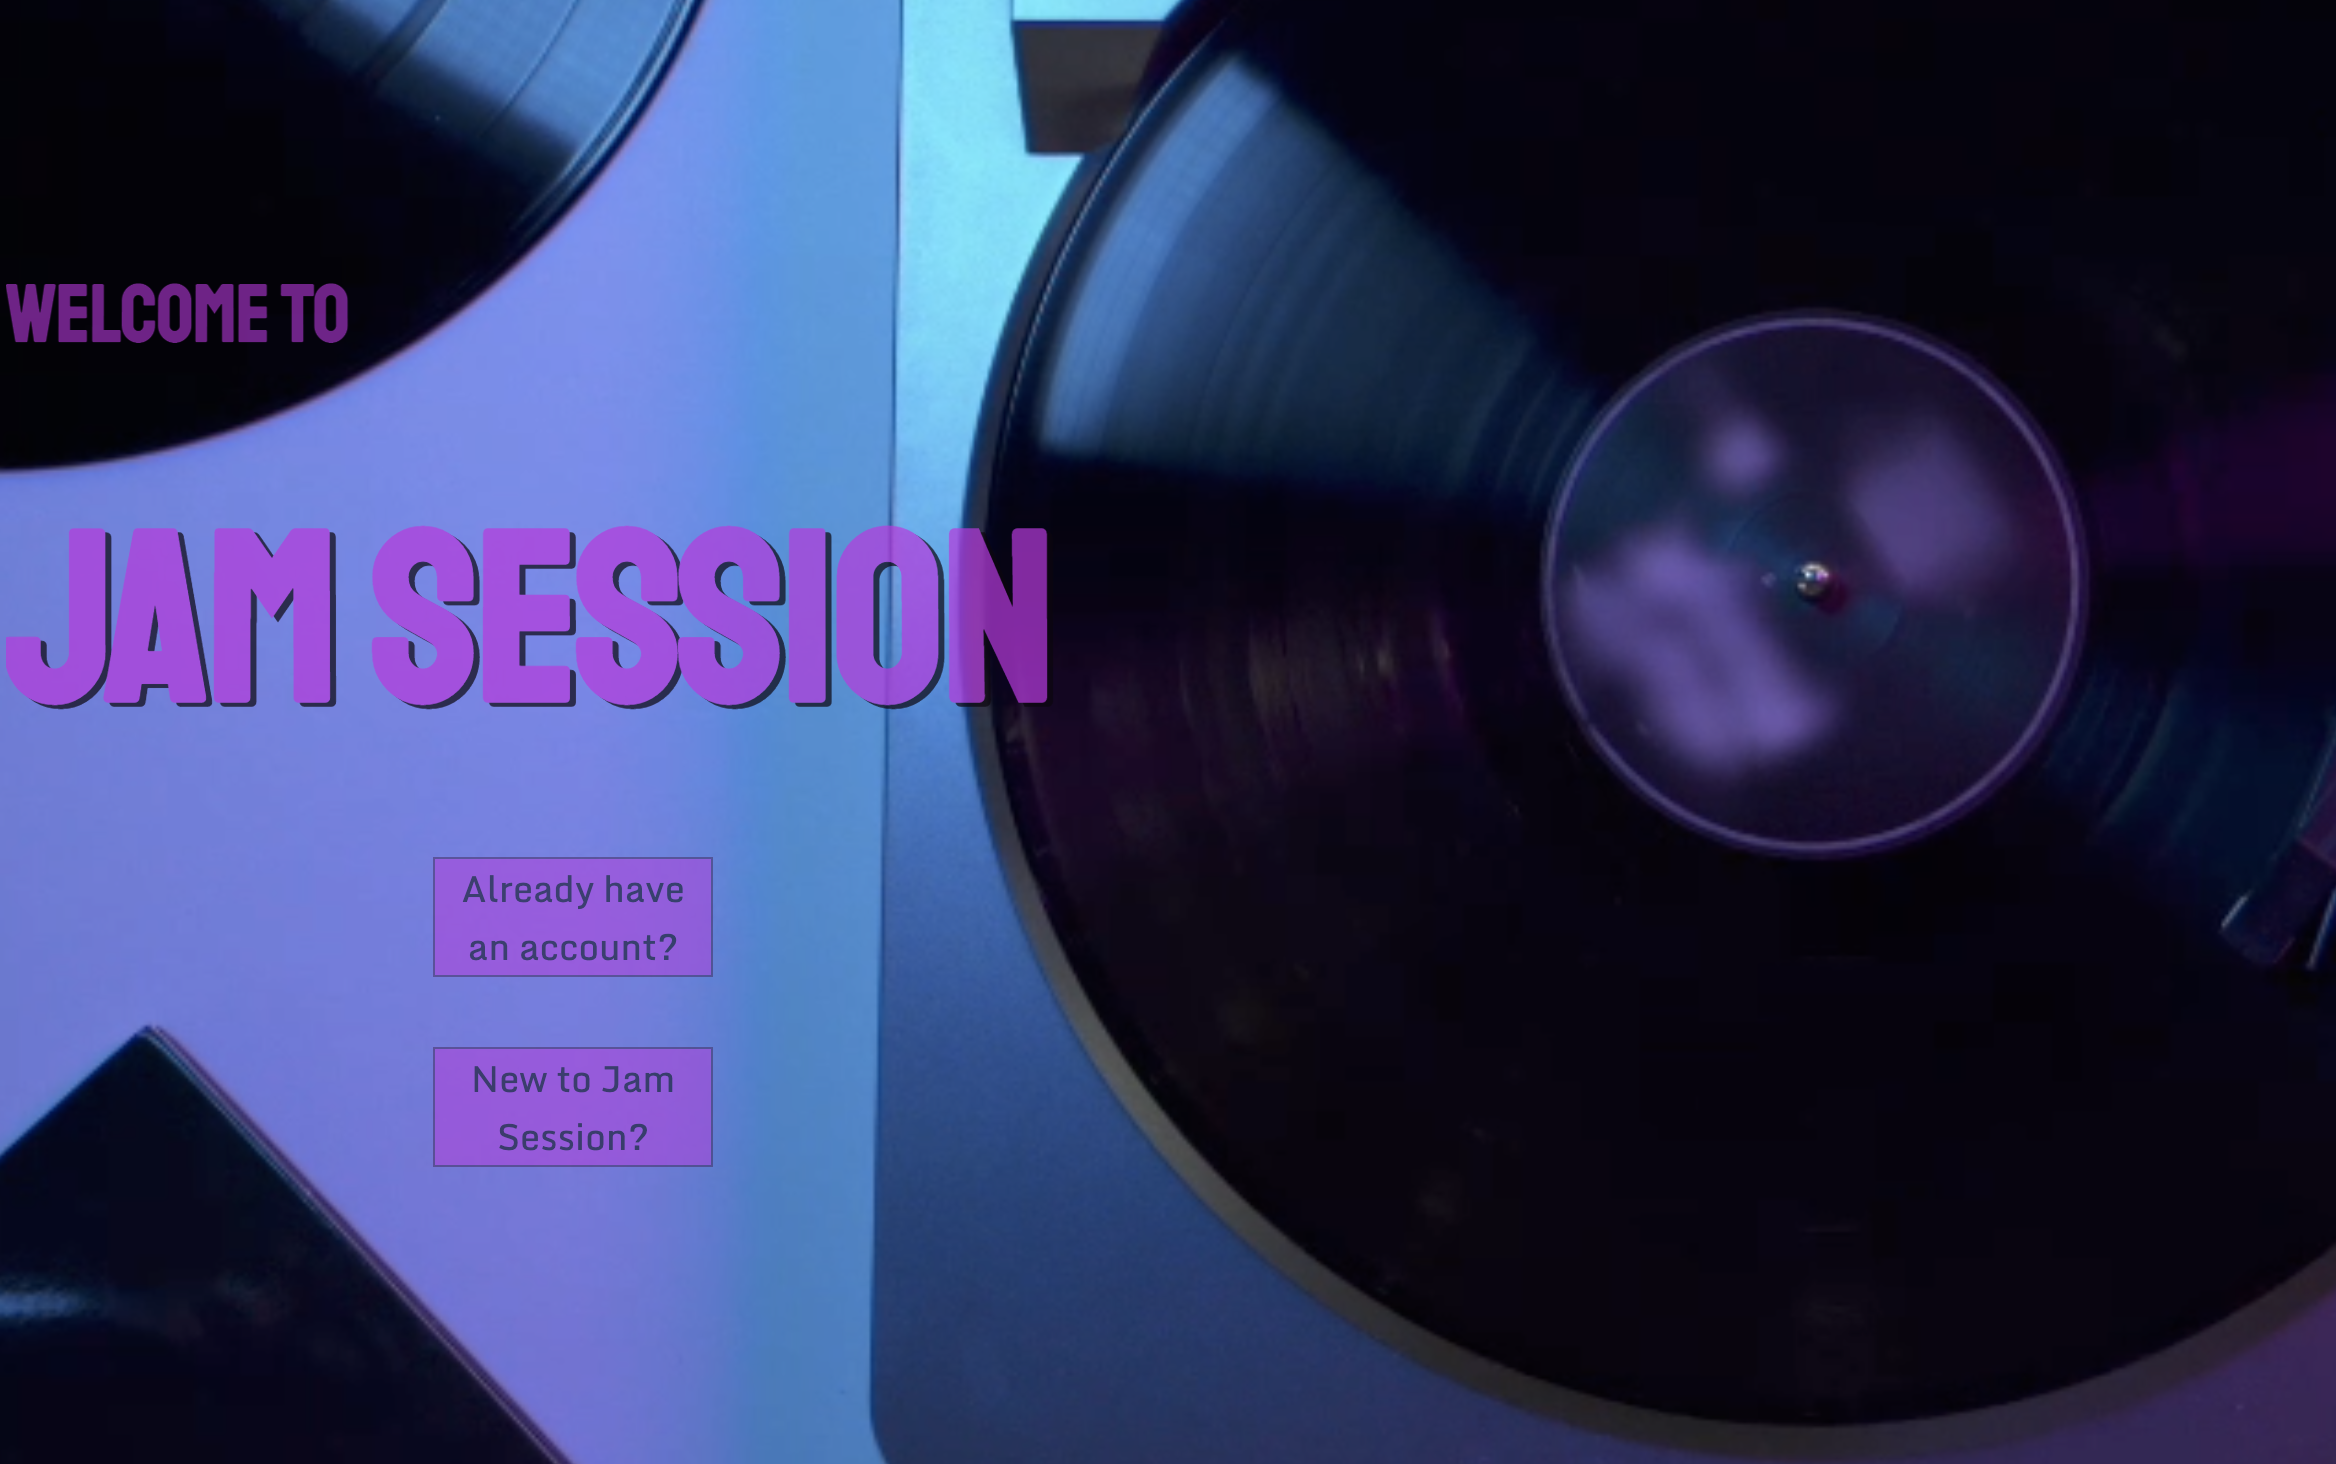 WELCOME TO
JAM SESSION
Already have
an account?
New to Jam
Session?